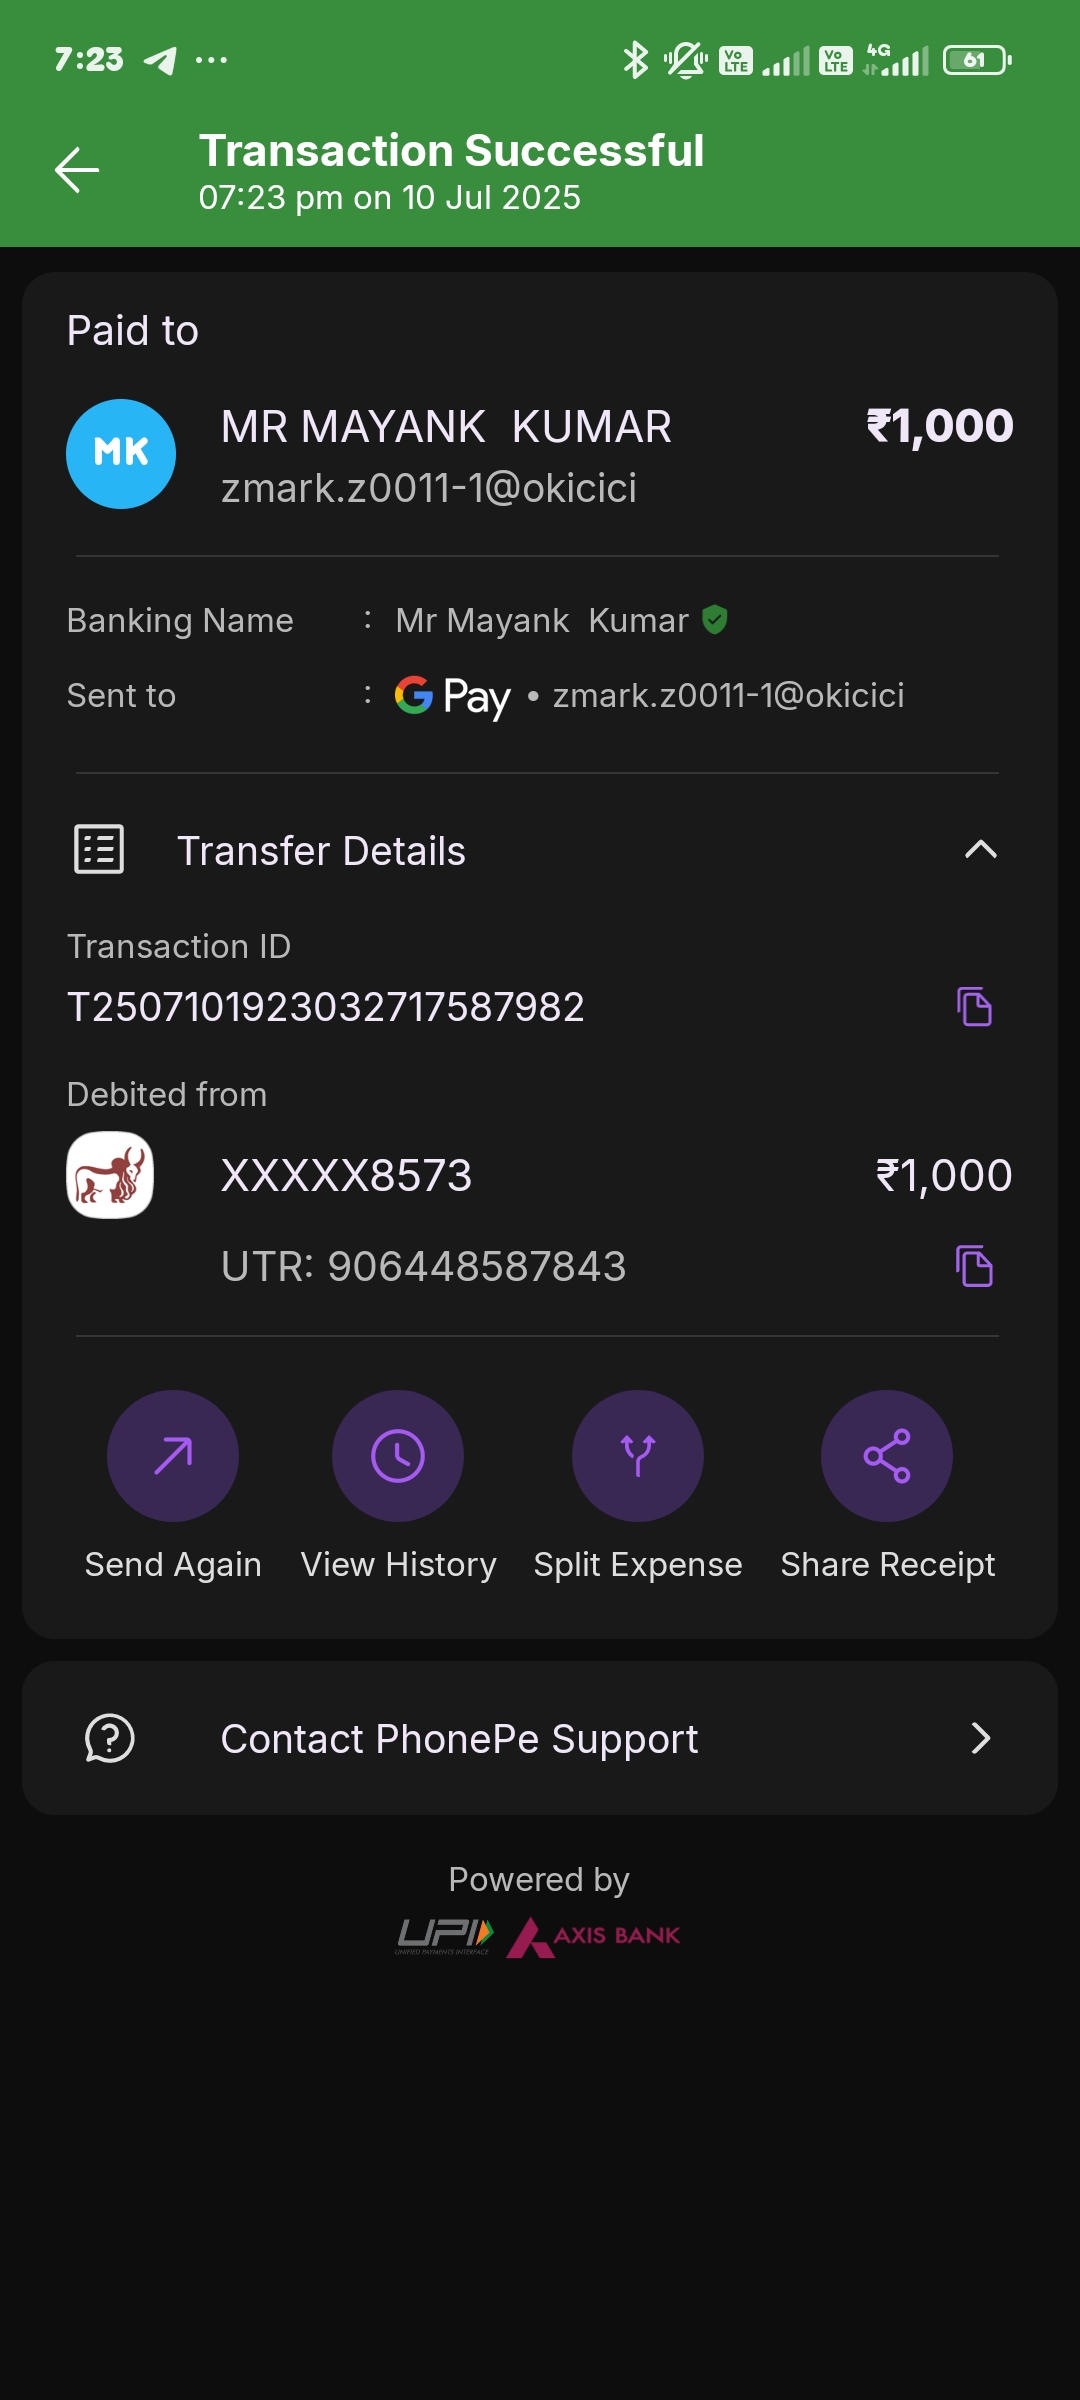 7:23 ... Vo LTE Vo LTE 4G 61
Transaction Successful
07:23 pm on 10 Jul 2025
Paid to
MK MR MAYANK  KUMAR ₹1,000
zmark.z0011-1@okicici
Banking Name : Mr Mayank  Kumar
Sent to : G Pay • zmark.z0011-1@okicici
Transfer Details
Transaction ID
T2507101923032717587982
Debited from
XXXXX8573 ₹1,000
UTR: 906448587843
Send Again View History Split Expense Share Receipt
Contact PhonePe Support
Powered by
UPI AXIS BANK
UNIFIED PAYMENTS INTERFACE